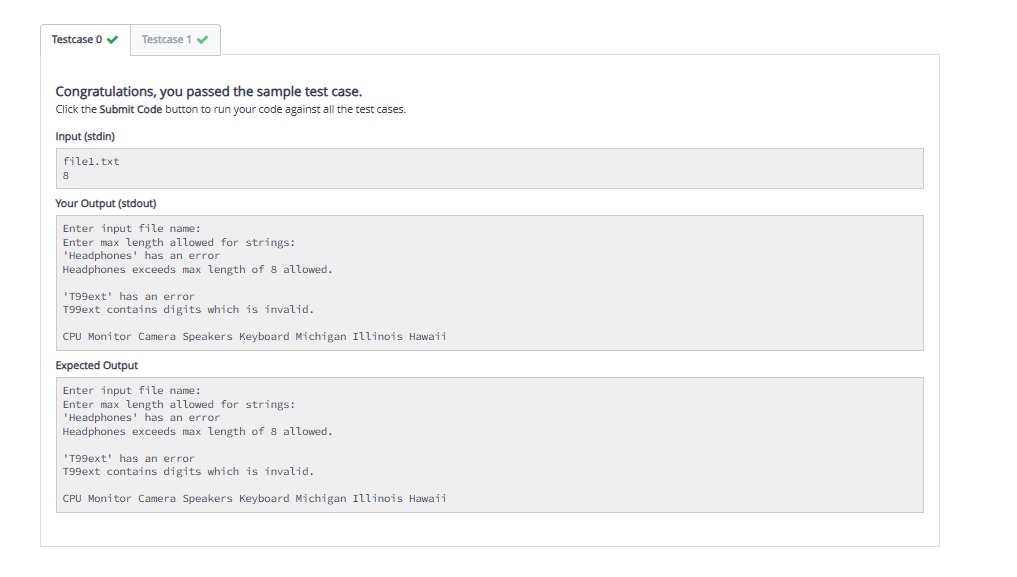 Testcase 0 Testcase 1
Congratulations, you passed the sample test case.
Click the Submit Code button to run your code against all the test cases.
Input (stdin)
file1.txt
8
Your Output (stdout)
Enter input file name:
Enter max length allowed for strings:
'Headphones' has an error
Headphones exceeds max length of 8 allowed.
'T99ext' has an error
T99ext contains digits which is invalid.
CPU Monitor Camera Speakers Keyboard Michigan Illinois Hawaii
Expected Output
Enter input file name:
Enter max length allowed for strings:
'Headphones' has an error
Headphones exceeds max length of 8 allowed.
'T99ext' has an error
T99ext contains digits which is invalid.
CPU Monitor Camera Speakers Keyboard Michigan Illinois Hawaii